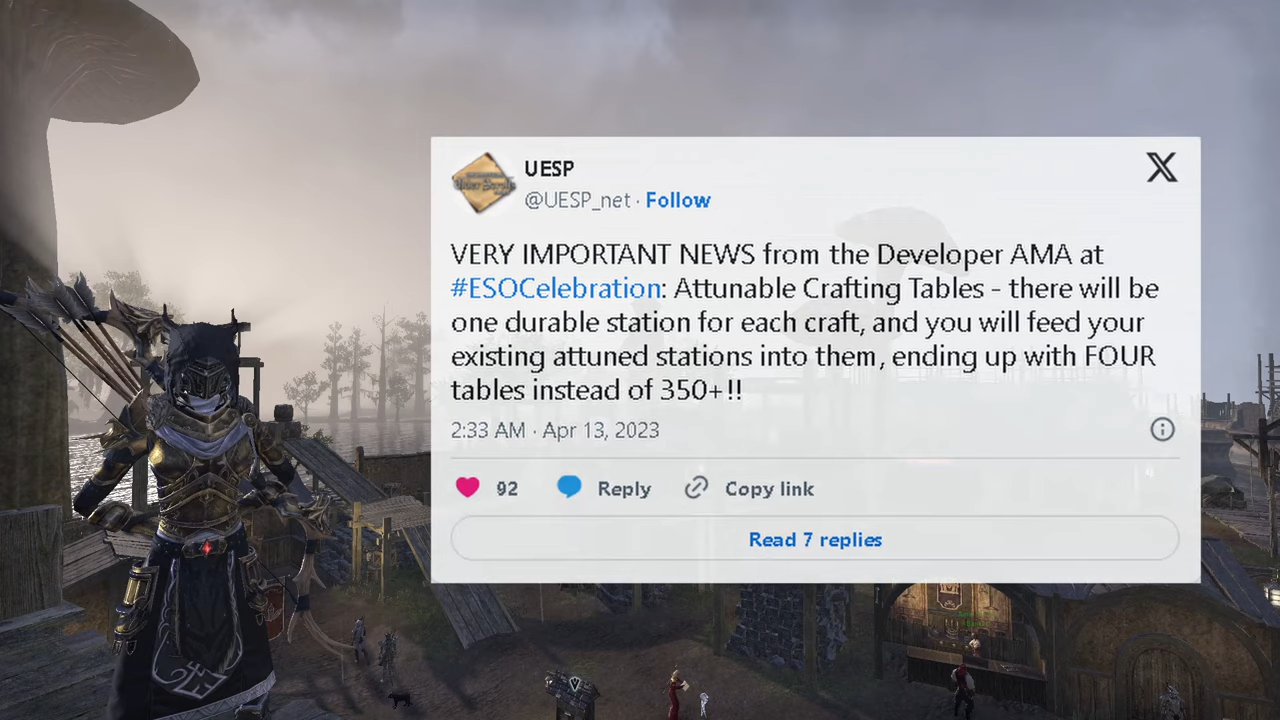 UESP
@UESP_net · Follow
VERY IMPORTANT NEWS from the Developer AMA at
#ESOCelebration: Attunable Crafting Tables - there will be
one durable station for each craft, and you will feed your
existing attuned stations into them, ending up with FOUR
tables instead of 350+!!
2:33 AM · Apr 13, 2023
92 Reply Copy link
Read 7 replies